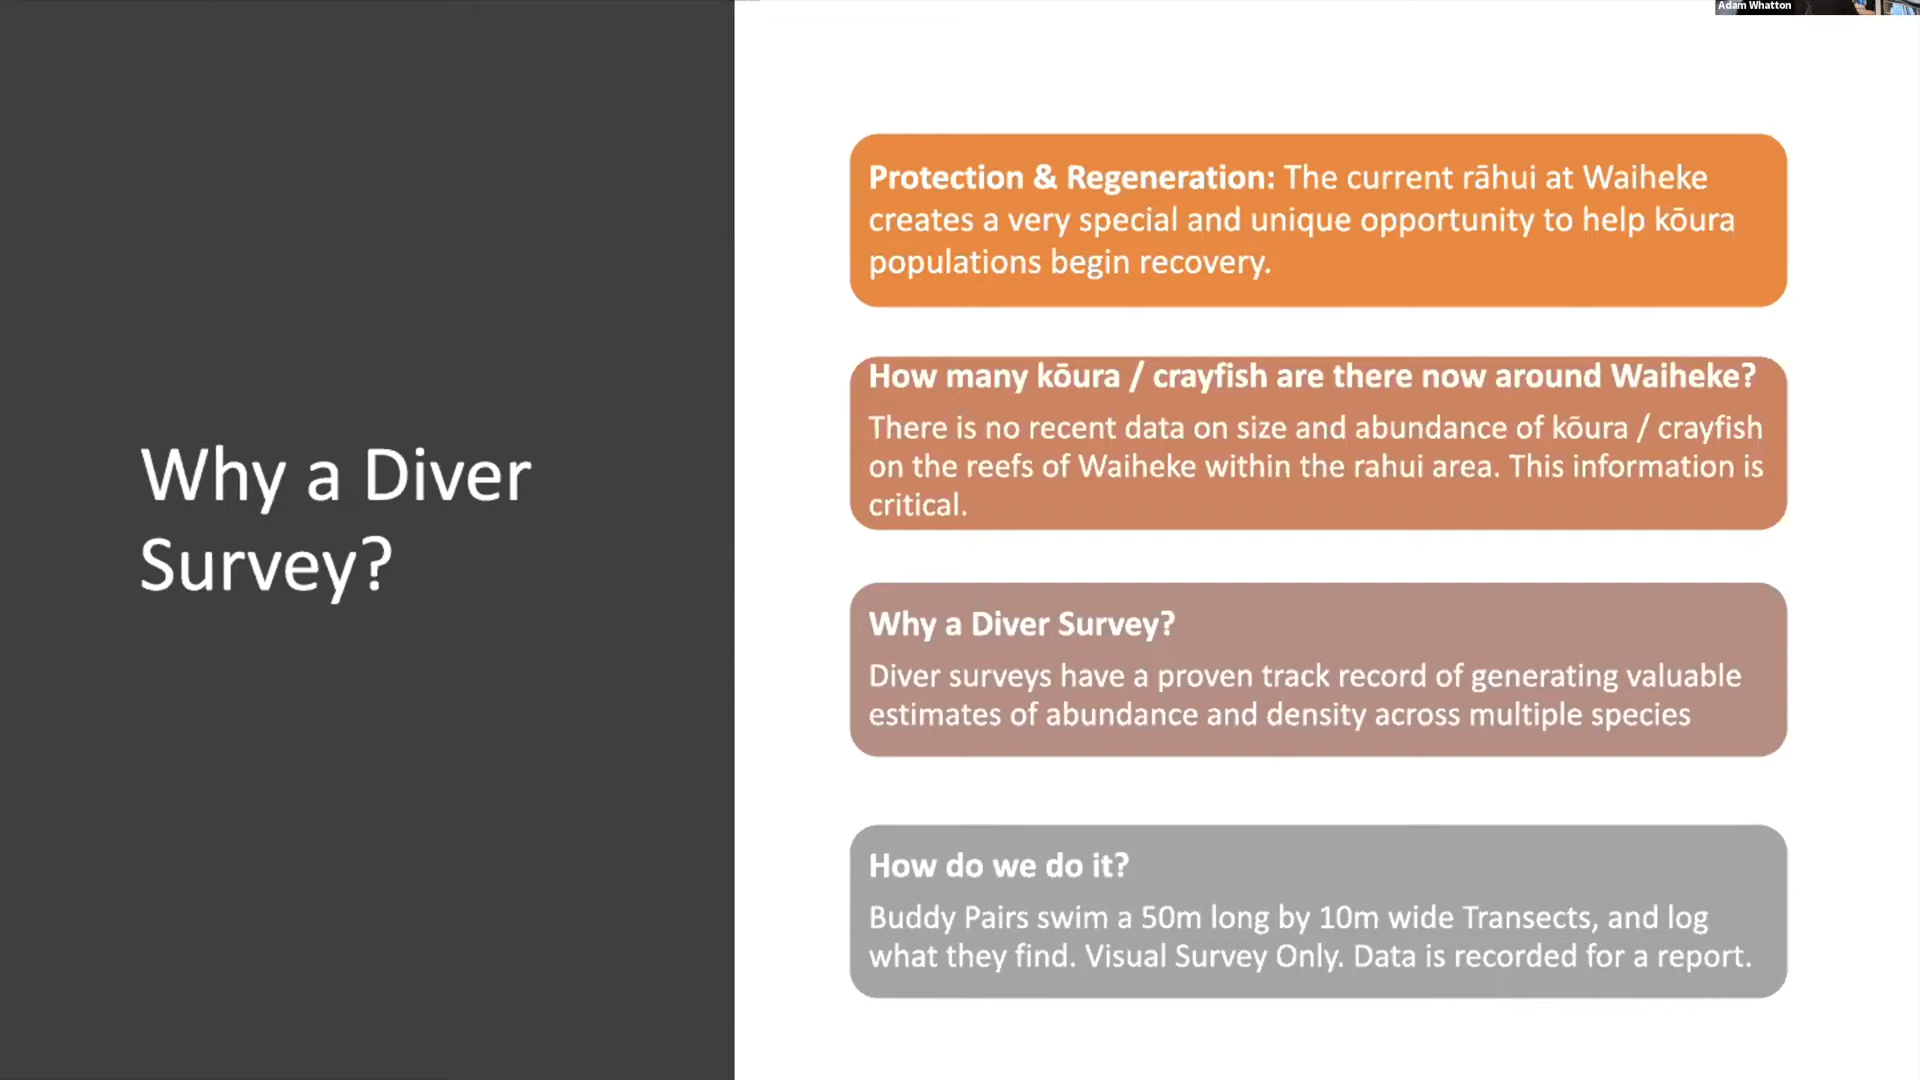 Adam Whatton
Why a Diver
Survey?
Protection & Regeneration: The current rāhui at Waiheke
creates a very special and unique opportunity to help kōura
populations begin recovery.
How many kōura / crayfish are there now around Waiheke?
There is no recent data on size and abundance of kōura / crayfish
on the reefs of Waiheke within the rahui area. This information is
critical.
Why a Diver Survey?
Diver surveys have a proven track record of generating valuable
estimates of abundance and density across multiple species
How do we do it?
Buddy Pairs swim a 50m long by 10m wide Transects, and log
what they find. Visual Survey Only. Data is recorded for a report.